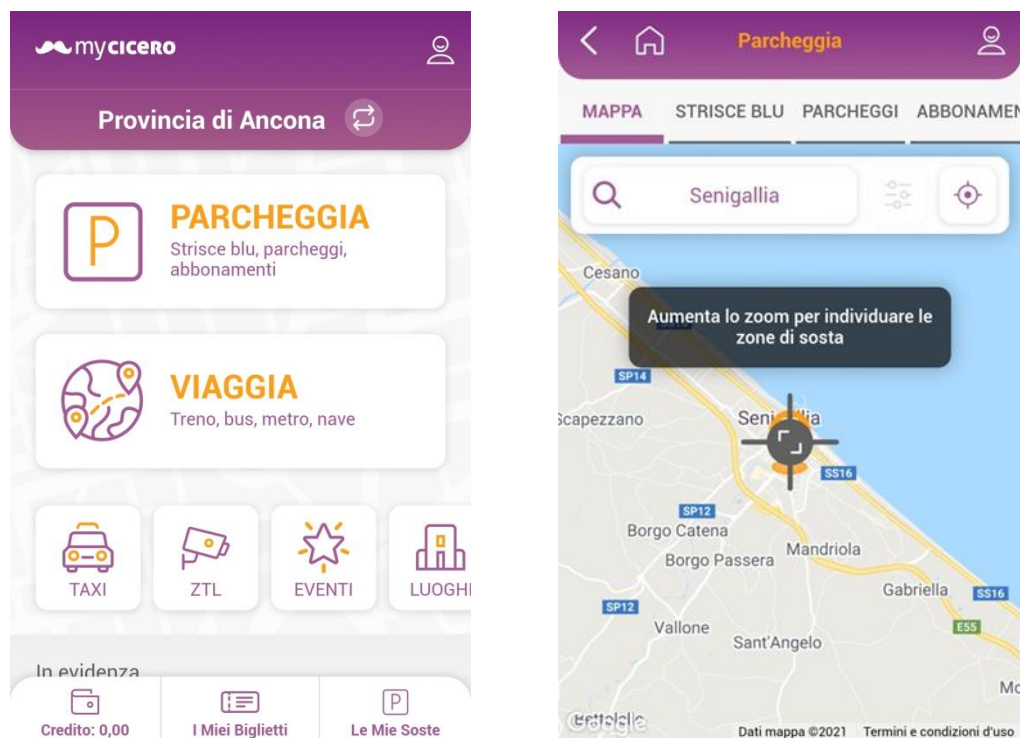 mycicero
Provincia di Ancona
P
PARCHEGGIA
Strisce blu, parcheggi,
abbonamenti
VIAGGIA
Treno, bus, metro, nave
TAXI
ZTL
EVENTI
LUOGHI
In evidenza
P
Credito: 0,00
I Miei Biglietti
Le Mie Soste
Parcheggia
MAPPA
STRISCE BLU
PARCHEGGI
ABBONAMEN
Senigallia
Cesano
Aumenta lo zoom per individuare le
zone di sosta
SP14
Scapezzano
SS16
SP12
Borgo Catena
Mandriola
Borgo Passera
Gabriella
SS16
SP12
E55
Vallone
Sant'Angelo
Mo
Google
Dati mappa ©2021
Termini e condizioni d'uso